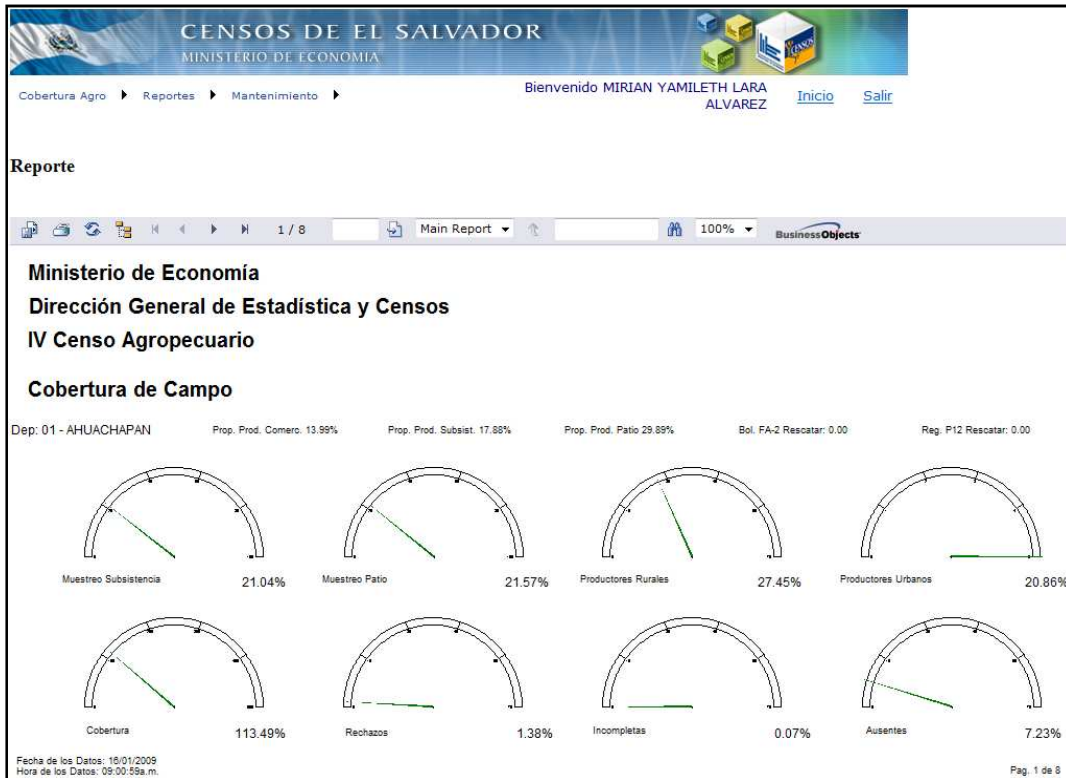 CENSOS DE EL SALVADOR
MINISTERIO DE ECONOMIA
CENSOS
Cobertura Agro Reportes Mantenimiento Bienvenido MIRIAN YAMILETH LARA ALVAREZ Inicio Salir
Reporte
1 / 8 Main Report 100% BusinessObjects
Ministerio de Economía
Dirección General de Estadística y Censos
IV Censo Agropecuario
Cobertura de Campo
Dep: 01 - AHUACHAPAN Prop. Prod. Comerc. 13.99% Prop. Prod. Subsist. 17.88% Prop. Prod. Patio 29.89% Bol. FA-2 Rescatar: 0.00 Reg. P12 Rescatar: 0.00
Muestreo Subsistencia 21.04% Muestreo Patio 21.57% Productores Rurales 27.45% Productores Urbanos 20.86%
Cobertura 113.49% Rechazos 1.38% Incompletas 0.07% Ausentes 7.23%
Fecha de los Datos: 16/01/2009
Hora de los Datos: 09:00:59a.m. Pag. 1 de 8